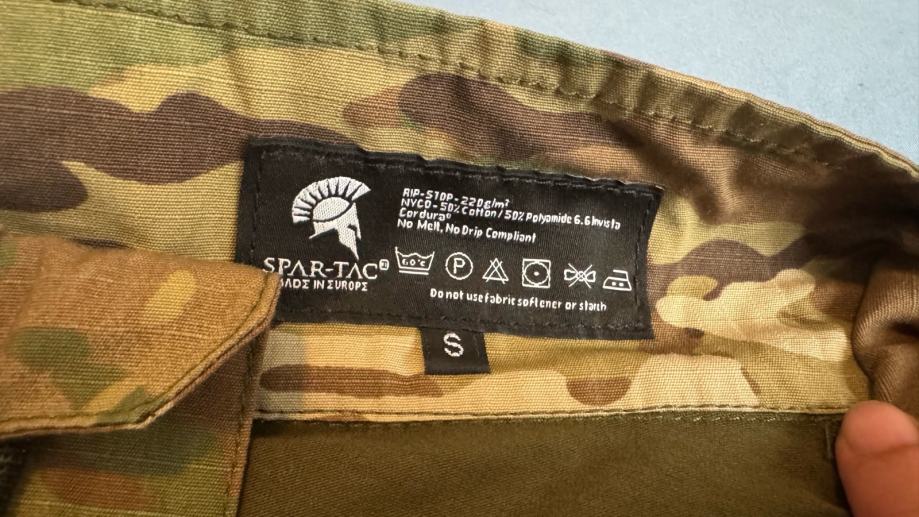 RIP-STOP - 220g/m²
NYCO - 50% Cotton / 50% Polyamide 6.6 Invista
Cordura®
No Melt, No Drip Compliant
SPAR-TAC®
MADE IN EUROPE
60°C
P
Do not use fabric softener or starch
S